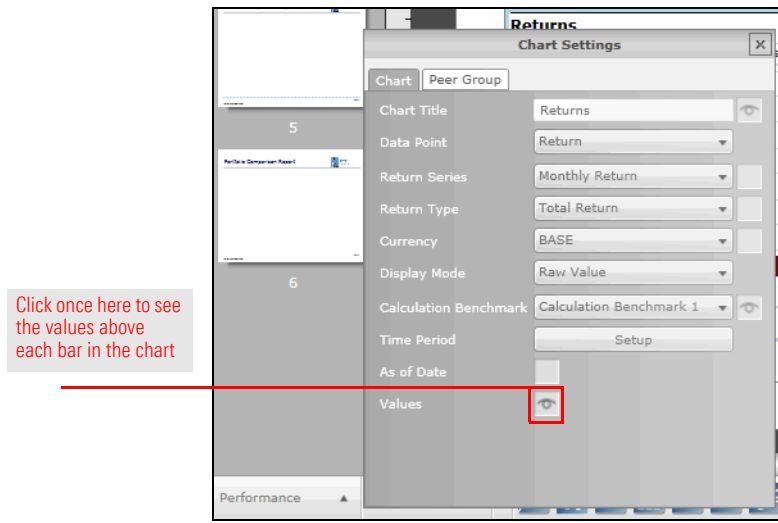 Returns
Chart Settings
Chart
Peer Group
Chart Title
Returns
5
Data Point
Return
Portfolio Comparison Report
Return Series
Monthly Return
Return Type
Total Return
Currency
BASE
Display Mode
Raw Value
6
Click once here to see
the values above
each bar in the chart
Calculation Benchmark
Calculation Benchmark 1
Time Period
Setup
As of Date
Values
Performance